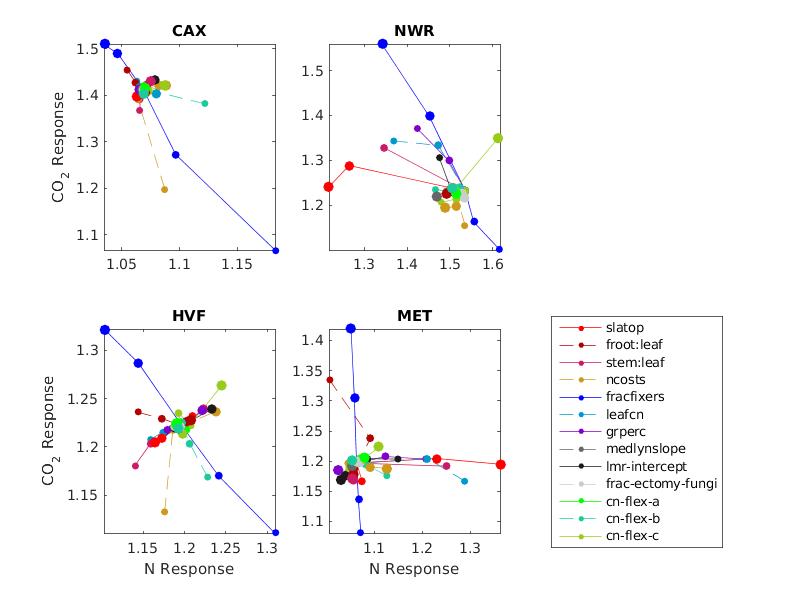 CAX
NWR
1.5
1.4
1.3
1.2
1.1
CO2 Response
1.05
1.1
1.15
1.5
1.4
1.3
1.2
1.3
1.4
1.5
1.6
HVF
MET
1.3
1.25
1.2
1.15
CO2 Response
1.15
1.2
1.25
1.3
N Response
1.4
1.35
1.3
1.25
1.2
1.15
1.1
1.1
1.2
1.3
N Response
slatop
froot:leaf
stem:leaf
ncosts
fracfixers
leafcn
grperc
medlynslope
lmr-intercept
frac-ectomy-fungi
cn-flex-a
cn-flex-b
cn-flex-c